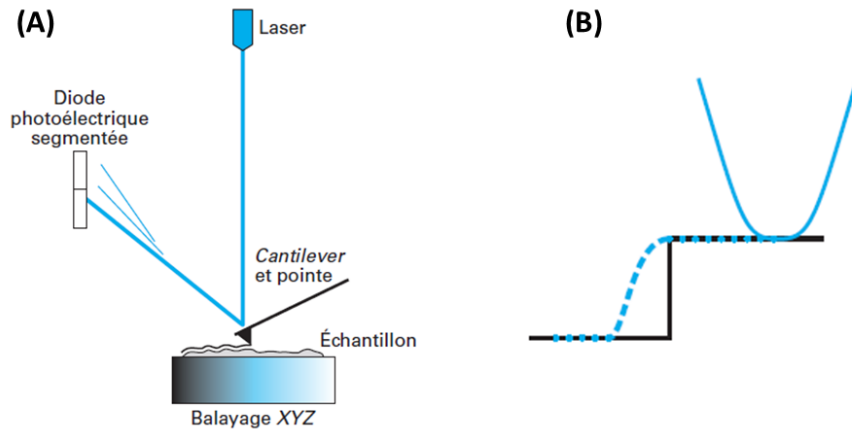 (A)
Laser
Diode
photoélectrique
segmentée
Cantilever
et pointe
Échantillon
Balayage XYZ
(B)